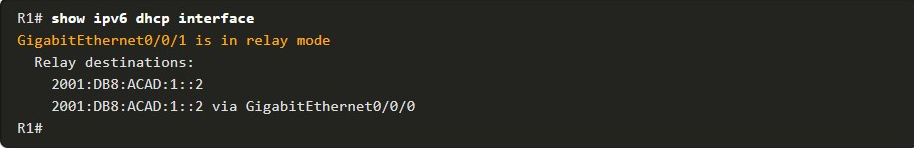 R1# show ipv6 dhcp interface
GigabitEthernet0/0/1 is in relay mode
  Relay destinations:
    2001:DB8:ACAD:1::2
    2001:DB8:ACAD:1::2 via GigabitEthernet0/0/0
R1#